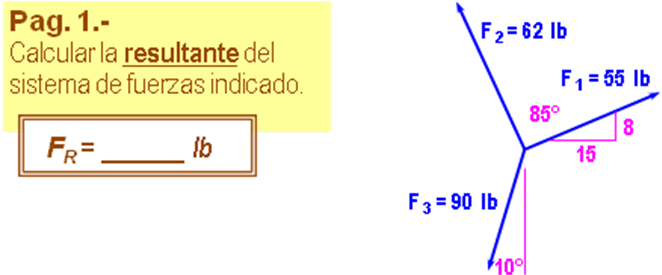 Pag. 1.-
Calcular la resultante del
sistema de fuerzas indicado.
F_R = ______ lb
F₂ = 62 lb
F₁ = 55 lb
85°
8
15
F₃ = 90 lb
10°